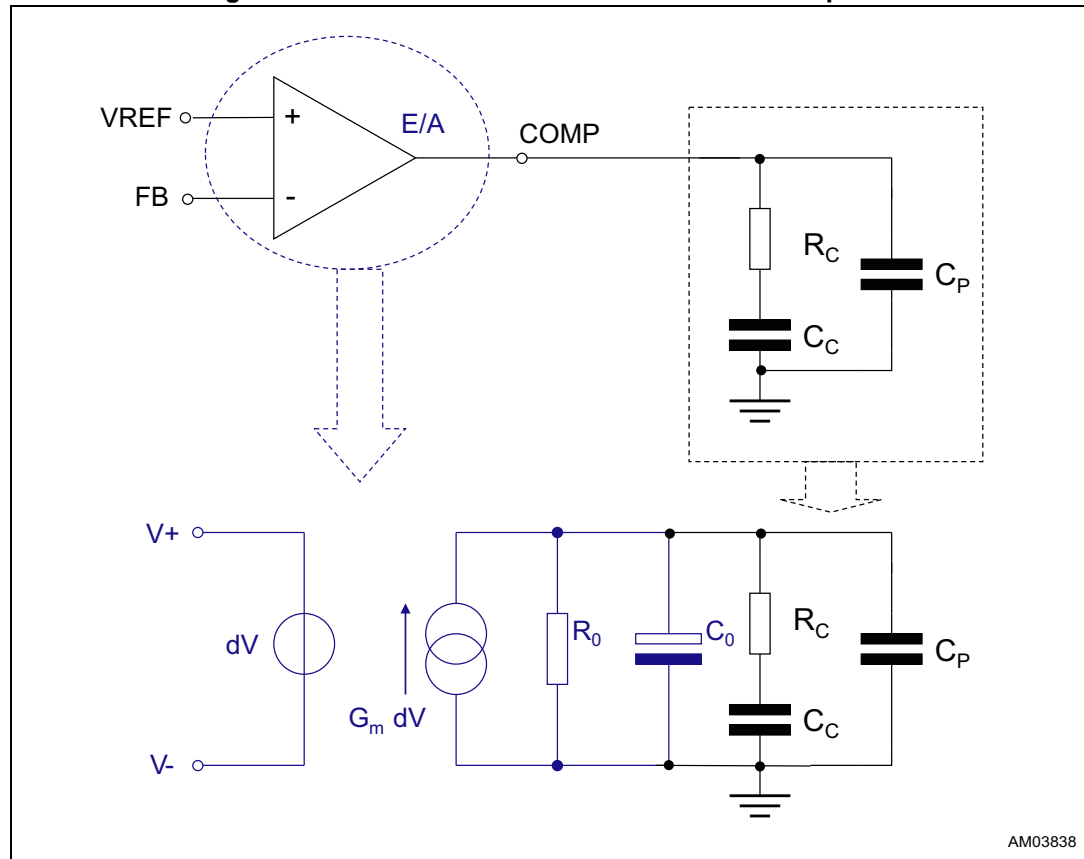 VREF
+
E/A
COMP
FB
-
R_C
C_P
C_C
V+
dV
V-
G_m dV
R_0
C_0
R_C
C_C
C_P
AM03838